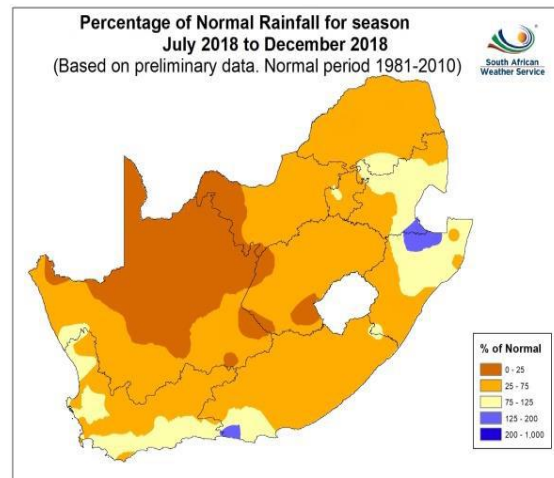 Percentage of Normal Rainfall for season
July 2018 to December 2018
(Based on preliminary data. Normal period 1981-2010)
South African
Weather Service
% of Normal
0 - 25
25 - 75
75 - 125
125 - 200
200 - 1,000